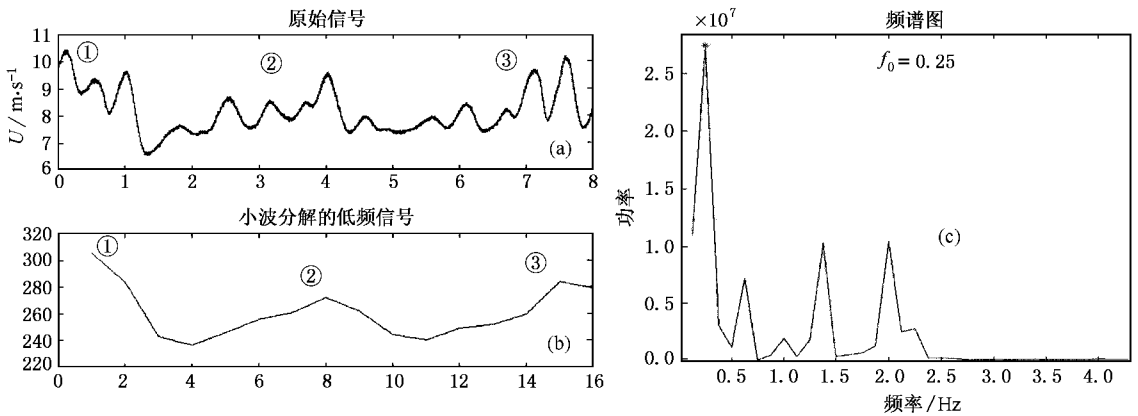 原始信号
11
10
9
8
7
6
U / m·s⁻¹
① ② ③
(a)
0 1 2 3 4 5 6 7 8
小波分解的低频信号
320
300
280
260
240
220
① ② ③
(b)
0 2 4 6 8 10 12 14 16
频谱图
×10⁷
f₀ = 0.25
2.5
2.0
1.5
1.0
0.5
0.0
功率
(c)
0.5 1.0 1.5 2.0 2.5 3.0 3.5 4.0
频率/Hz